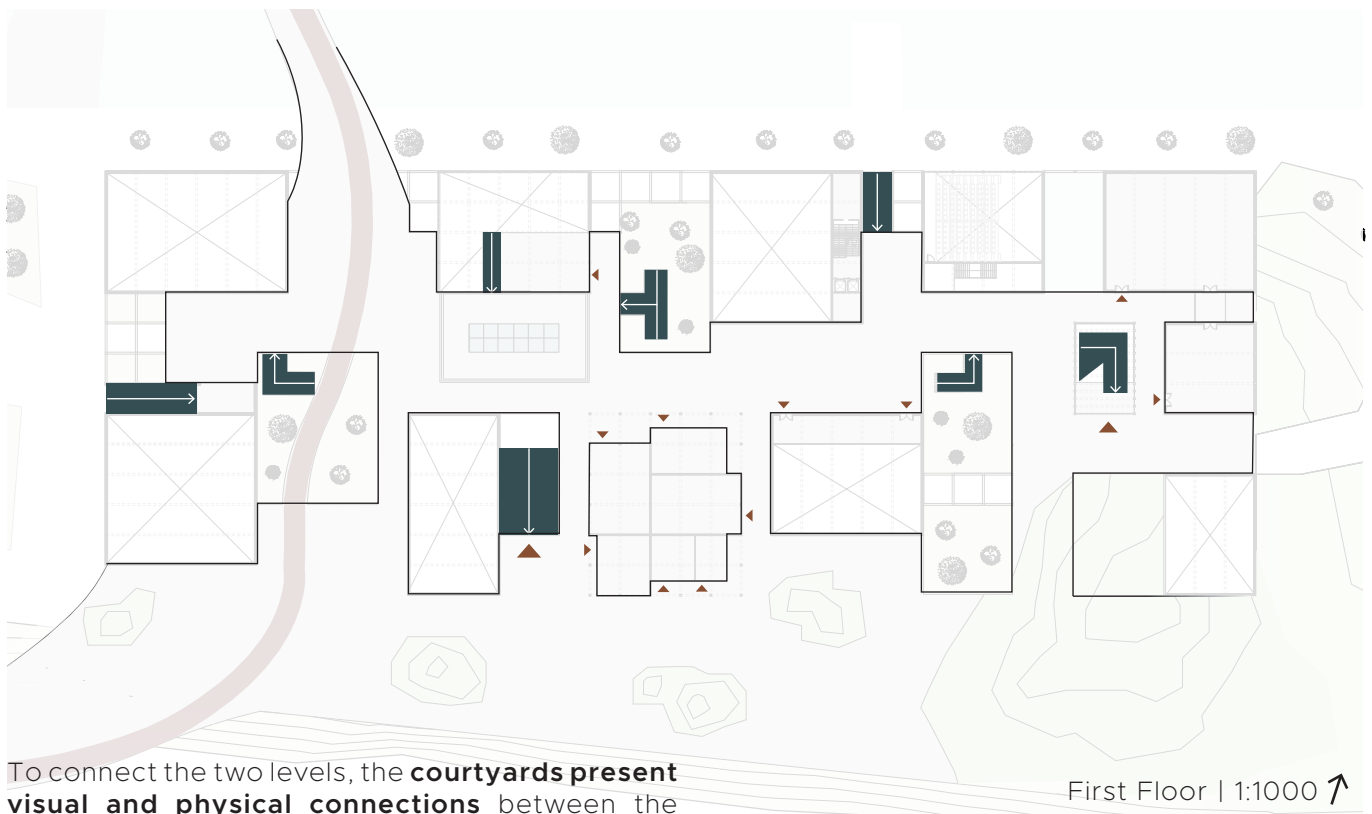 To connect the two levels, the courtyards present
visual and physical connections between the
First Floor | 1:1000